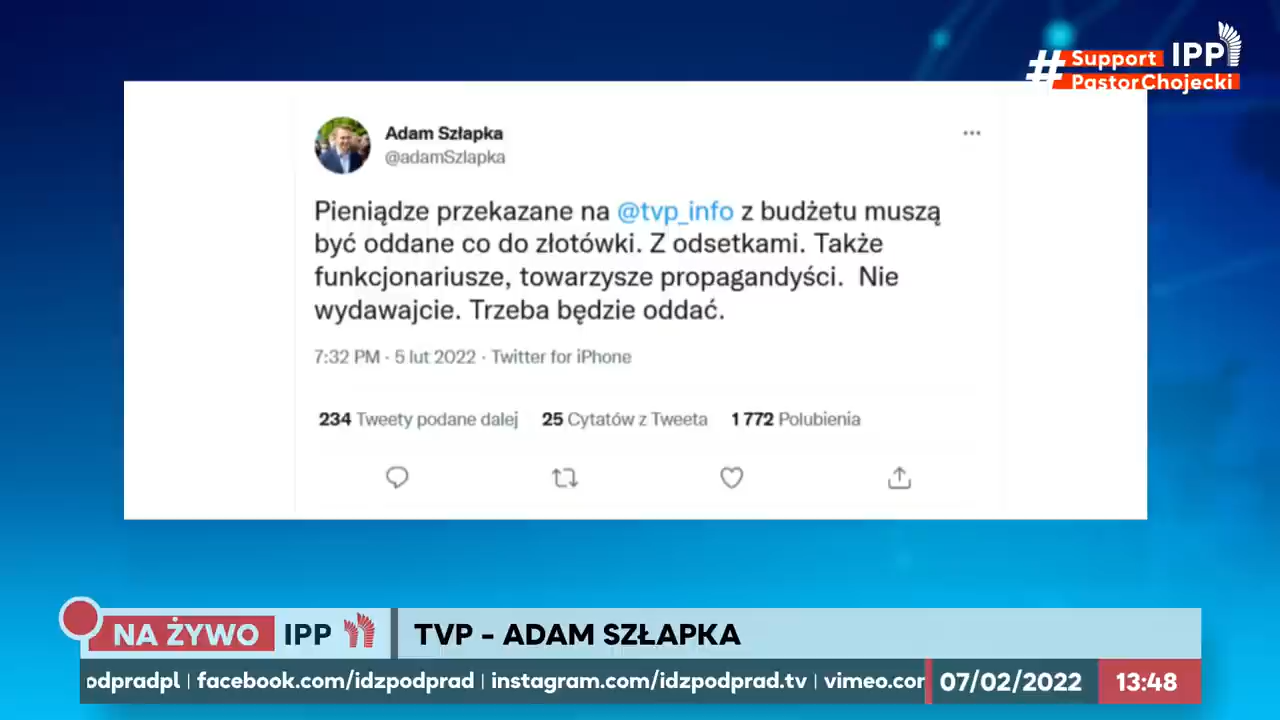 #Support IPP
PastorChojecki
Adam Szłapka
@adamSzlapka
Pieniądze przekazane na @tvp_info z budżetu muszą
być oddane co do złotówki. Z odsetkami. Także
funkcjonariusze, towarzysze propagandyści. Nie
wydawajcie. Trzeba będzie oddać.
7:32 PM · 5 lut 2022 · Twitter for iPhone
234 Tweety podane dalej 25 Cytatów z Tweeta 1 772 Polubienia
NA ŻYWO IPP TVP – ADAM SZŁAPKA
odpradpl | facebook.com/idzpodprad | instagram.com/idzpodprad.tv | vimeo.cor 07/02/2022 13:48